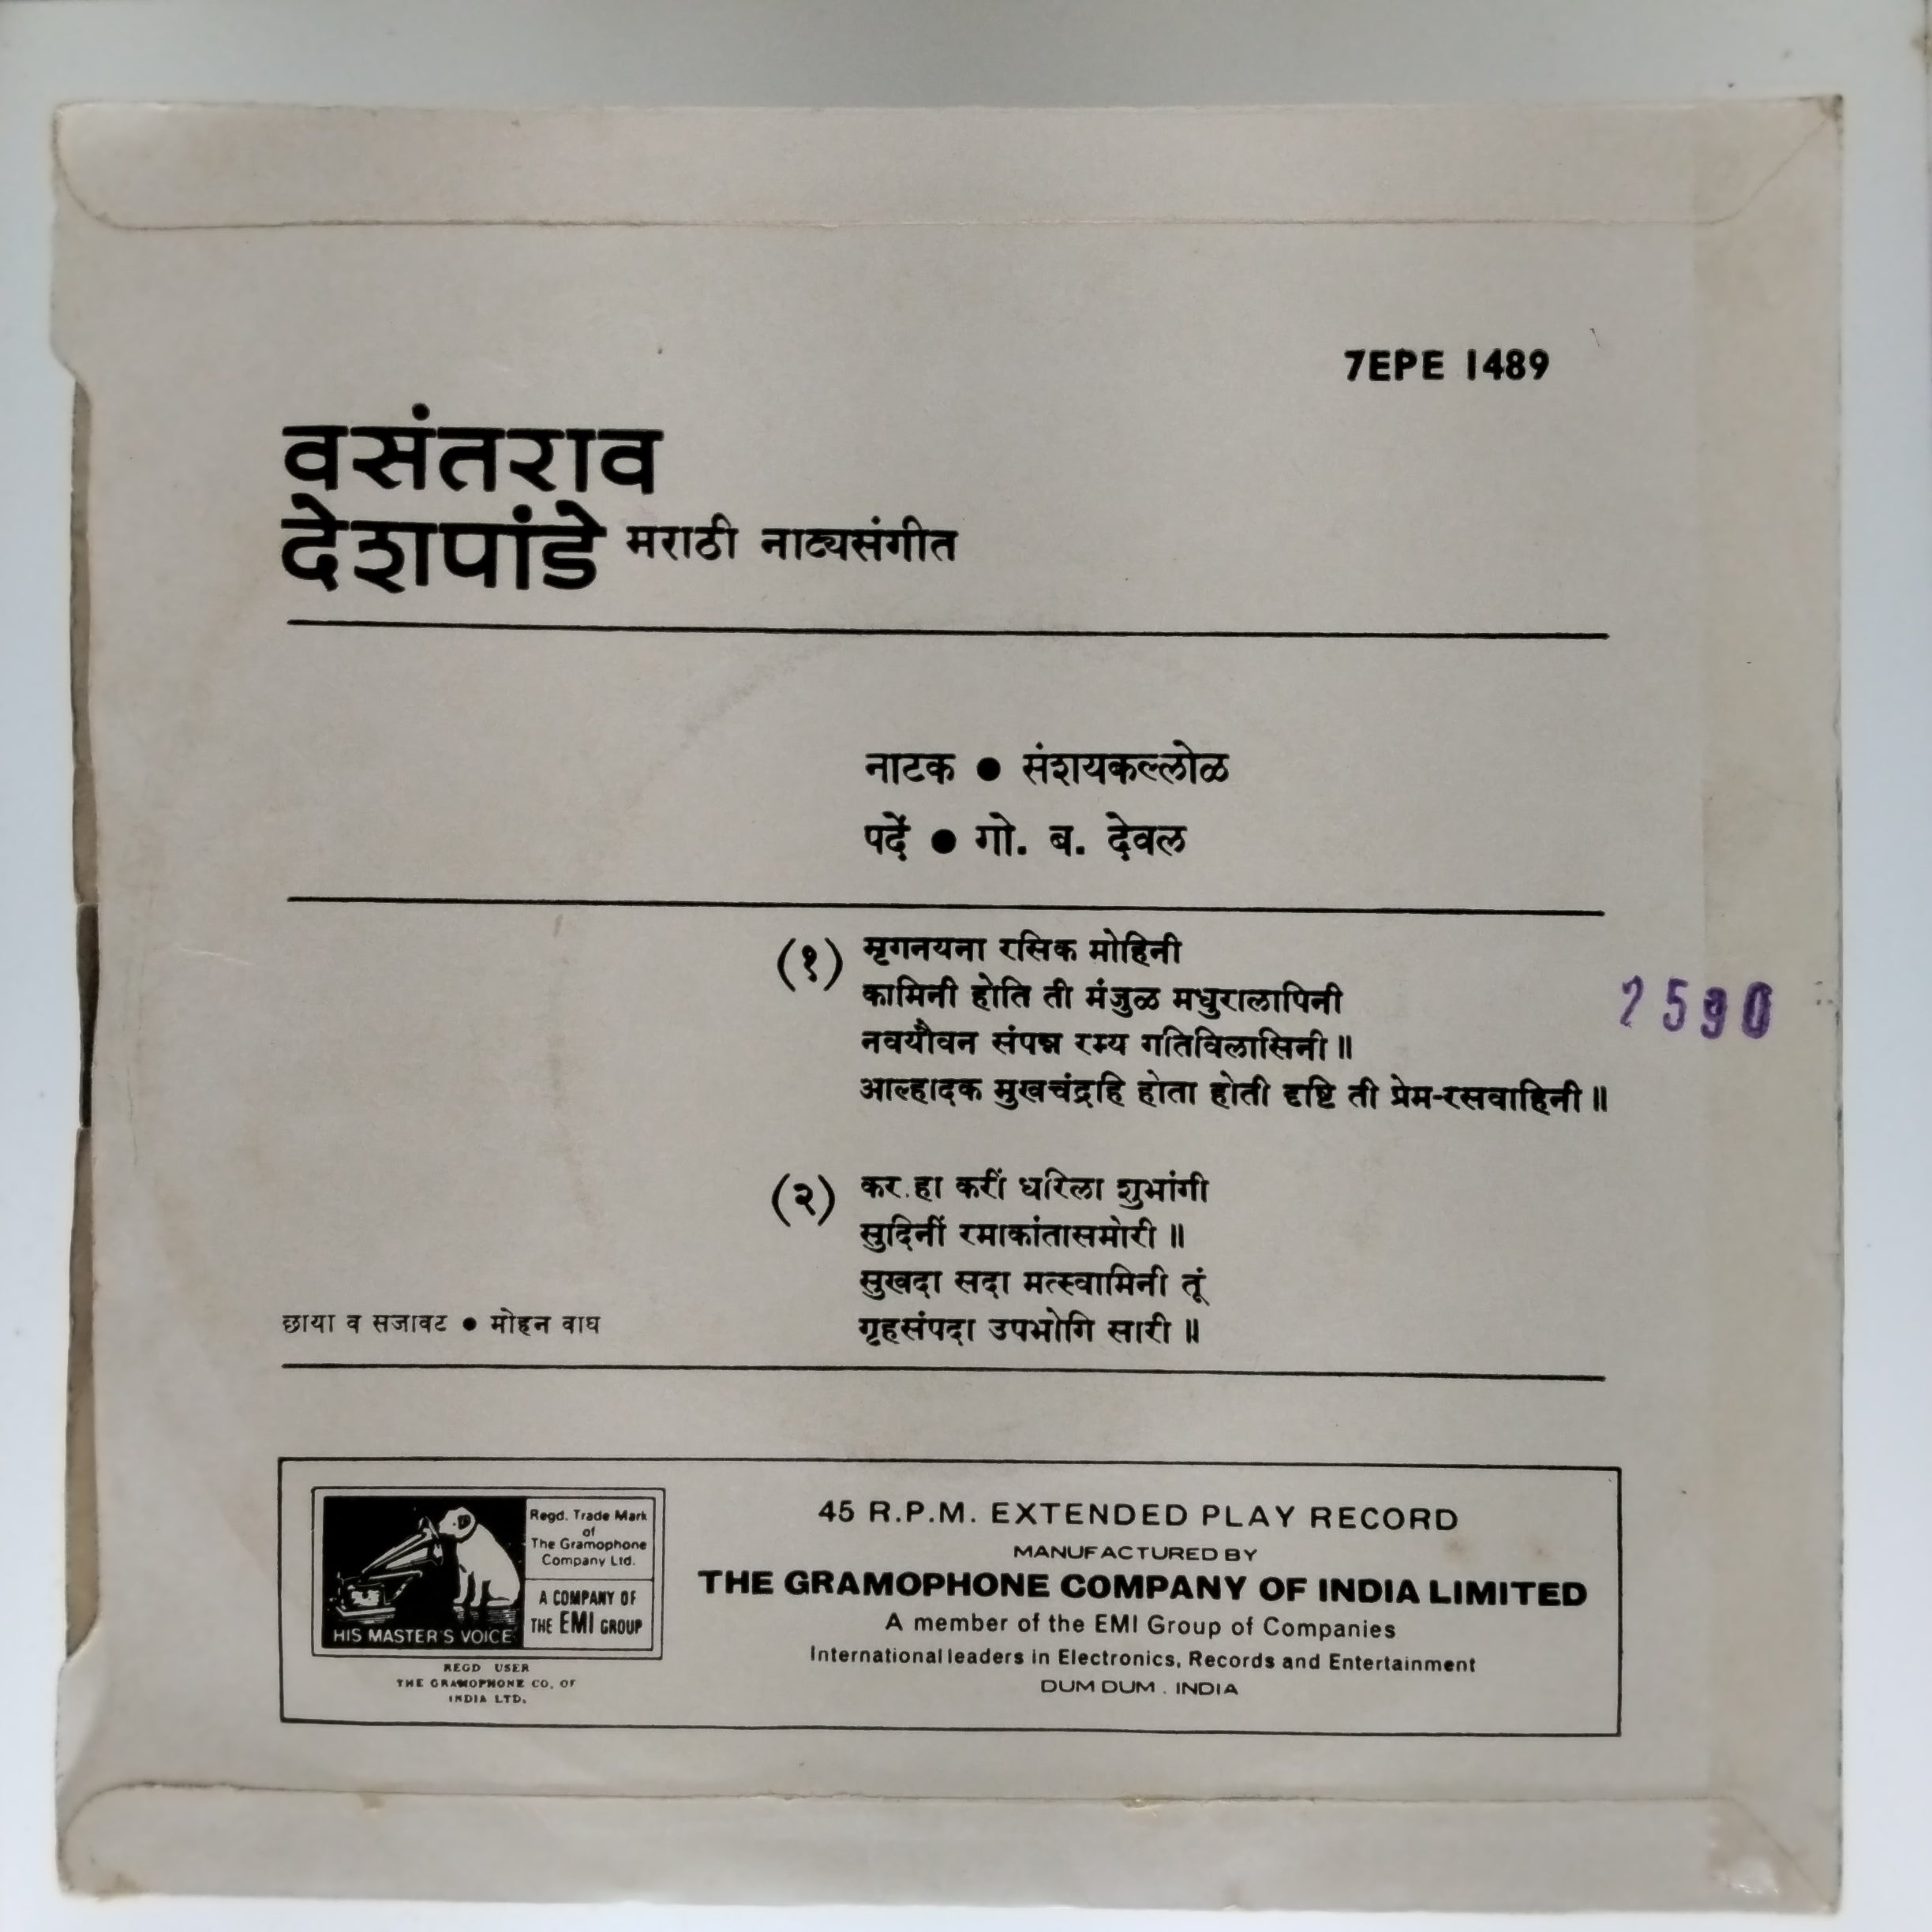 7EPE 1489
वसंतराव
देशपांडे मराठी नाट्यसंगीत
नाटक ● संशयकल्लोळ
पदें ● गो. ब. देवल
(१) मृगनयना रसिक मोहिनी
कामिनी होति ती मंजुळ मधुरालापिनी
नवयौवन संपन्न रम्य गतिविलासिनी ॥
आल्हादक मुखचंद्रहि होता होती दृष्टि ती प्रेम-रसवाहिनी ॥
2590
(२) कर हा करीं धरिला शुभांगी
सुदिनीं रमाकांतासमोरी ॥
सुखदा सदा मत्स्वामिनी तूं
गृहसंपदा उपभोगि सारी ॥
छाया व सजावट ● मोहन वाघ
Regd. Trade Mark
of
The Gramophone
Company Ltd.
A COMPANY OF
THE EMI GROUP
HIS MASTER'S VOICE
REGD USER
THE GRAMOPHONE CO. OF
INDIA LTD.
45 R.P.M. EXTENDED PLAY RECORD
MANUFACTURED BY
THE GRAMOPHONE COMPANY OF INDIA LIMITED
A member of the EMI Group of Companies
International leaders in Electronics, Records and Entertainment
DUM DUM . INDIA